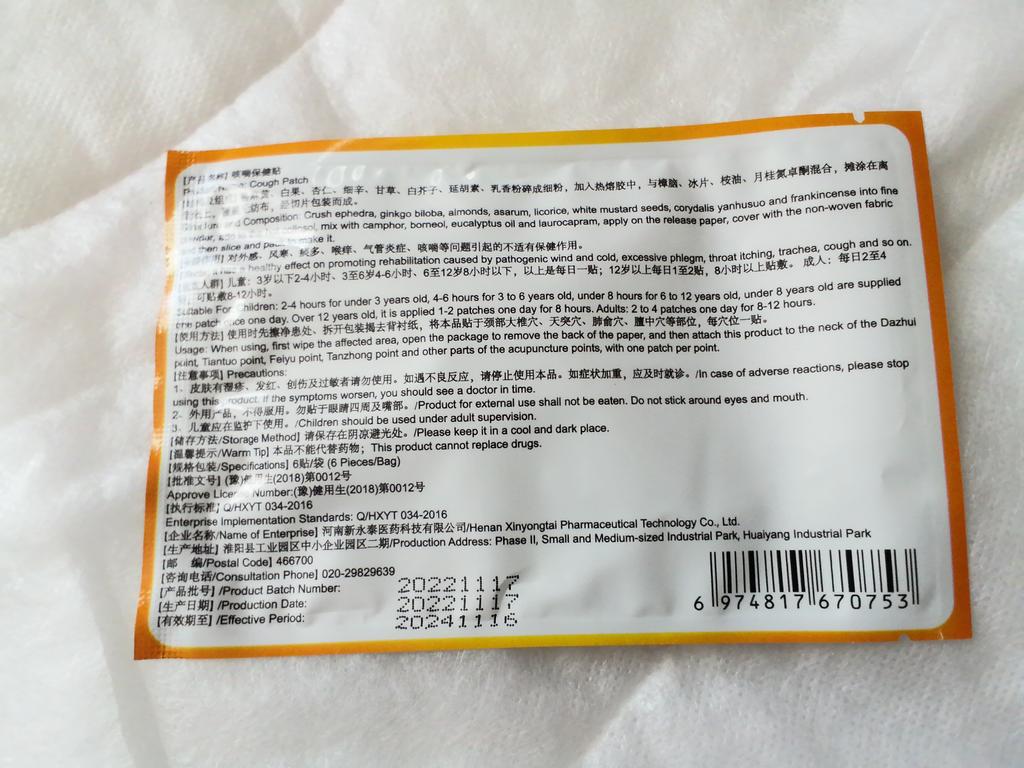 [产品名称] 咳喘保健贴
Cough Patch
白果、杏仁、细辛、甘草、白芥子、延胡素、乳香粉碎成细粉，加入热熔胶中，与樟脑、冰片、桉油、月桂氮卓酮混合，摊涂在离
纺布，经切片包装而成。
and Composition: Crush ephedra, ginkgo biloba, almonds, asarum, licorice, white mustard seeds, corydalis yanhusuo and frankincense into fine
mix with camphor, borneol, eucalyptus oil and laurocapram, apply on the release paper, cover with the non-woven fabric
then slice and make it.
对外感、风寒、痰多、喉痒、气管炎症、咳喘等问题引起的不适有保健作用。
a healthy effect on promoting rehabilitation caused by pathogenic wind and cold, excessive phlegm, throat itching, trachea, cough and so on.
儿童：3岁以下2-4小时、3至6岁4-6小时、6至12岁8小时以下，以上是每日一贴；12岁以上每日1至2贴，8小时以上贴敷。 成人：每日2至4
可贴敷8-12小时。
Suitable For Children: 2-4 hours for under 3 years old, 4-6 hours for 3 to 6 years old, under 8 hours for 6 to 12 years old, under 8 years old are supplied
one patch once one day. Over 12 years old, it is applied 1-2 patches one day for 8 hours. Adults: 2 to 4 patches one day for 8-12 hours.
[使用方法] 使用时先擦净患处、拆开包装揭去背衬纸，将本品贴于颈部大椎穴、天突穴、肺俞穴、膻中穴等部位，每穴位一贴。
Usage: When using, first wipe the affected area, open the package to remove the back of the paper, and then attach this product to the neck of the Dazhui
point, Tiantuo point, Feiyu point, Tanzhong point and other parts of the acupuncture points, with one patch per point.
[注意事项] Precautions:
1、皮肤有湿疹、发红、创伤及过敏者请勿使用。如遇不良反应，请停止使用本品。如症状加重，应及时就诊。/In case of adverse reactions, please stop
using this product. If the symptoms worsen, you should see a doctor in time.
2、外用产品，不得服用。勿贴于眼睛四周及嘴部。/Product for external use shall not be eaten. Do not stick around eyes and mouth.
3、儿童应在监护下使用。/Children should be used under adult supervision.
[储存方法/Storage Method] 请保存在阴凉避光处。/Please keep it in a cool and dark place.
[温馨提示/Warm Tip] 本品不能代替药物；This product cannot replace drugs.
[规格包装/Specifications] 6贴/袋 (6 Pieces/Bag)
[批准文号] (豫)健用生(2018)第0012号
Approve License Number:(豫)健用生(2018)第0012号
[执行标准] Q/HXYT 034-2016
Enterprise Implementation Standards: Q/HXYT 034-2016
[企业名称/Name of Enterprise] 河南新永泰医药科技有限公司/Henan Xinyongtai Pharmaceutical Technology Co., Ltd.
[生产地址] 淮阳县工业园区中小企业园区二期/Production Address: Phase II, Small and Medium-sized Industrial Park, Huaiyang Industrial Park
[邮 编/Postal Code] 466700
[咨询电话/Consultation Phone] 020-29829639
[产品批号] /Product Batch Number: 20221117
[生产日期] /Production Date: 20221117
[有效期至] /Effective Period: 20241116
6 974817 670753